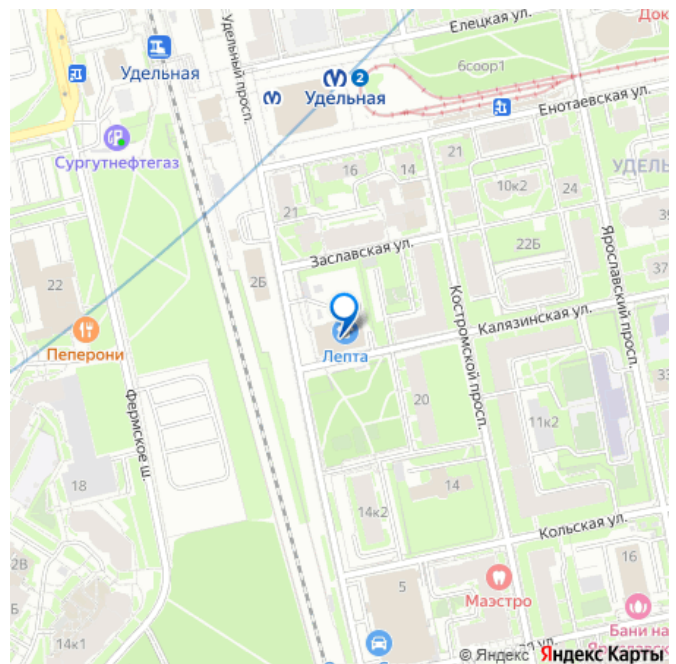 Док
Елецкая ул.
Удельная
Удельный просп.
2
6соор1
Удельная
Енотаевская ул.
Сургутнефтегаз
21
16
14
УДЕЛЬ
10к2
24
21
39
Заславская ул.
22Б
2Б
Ярославский просп.
37
22
Костромской просп.
Калязинская ул.
Пеперони
Лепта
33
Фермское ш.
20
11к2
18
14
14к2
Кольская ул.
2В
5
16
Маэстро
Б
Бани на
14к1
© Яндекс Яндекс Карты